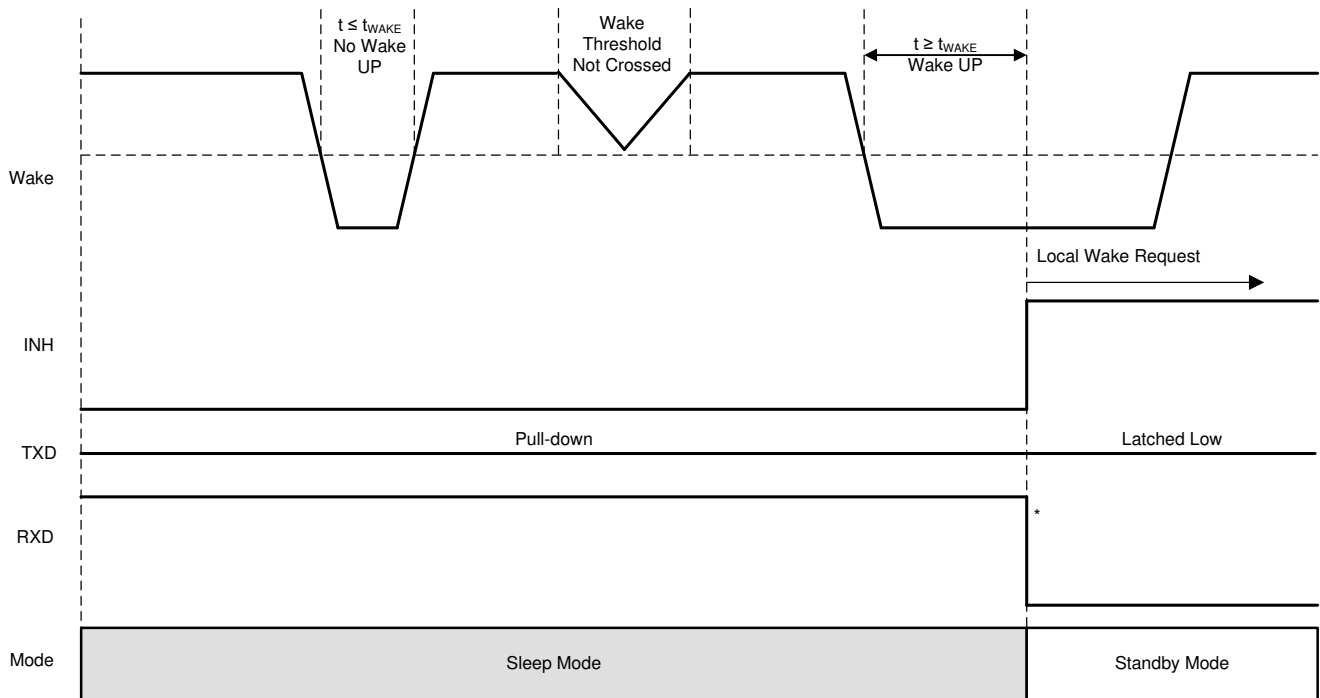 t ≤ tWAKE
No Wake
UP
Wake
Threshold
Not Crossed
t ≥ tWAKE
Wake UP
Wake
Local Wake Request
INH
Pull-down
Latched Low
TXD
*
RXD
Mode
Sleep Mode
Standby Mode